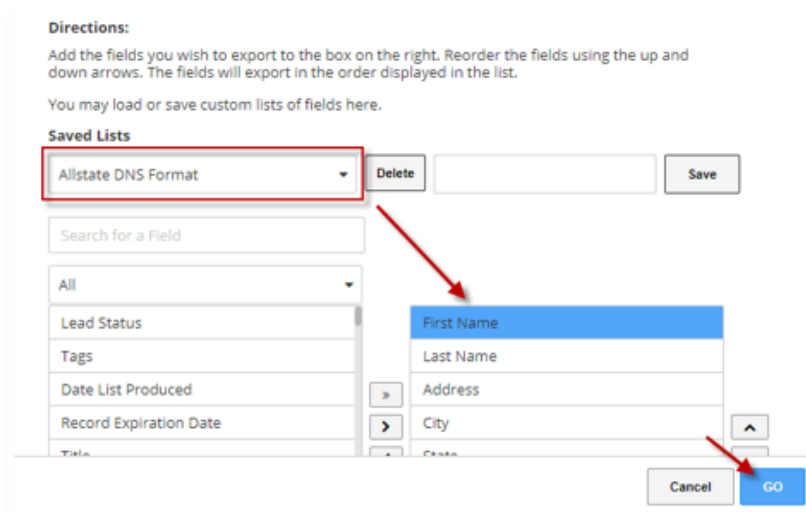 Directions:
Add the fields you wish to export to the box on the right. Reorder the fields using the up and
down arrows. The fields will export in the order displayed in the list.
You may load or save custom lists of fields here.
Saved Lists
Allstate DNS Format
Delete
Save
Search for a Field
All
Lead Status
First Name
Tags
Last Name
Date List Produced
Address
Record Expiration Date
City
Title
State
Cancel
GO